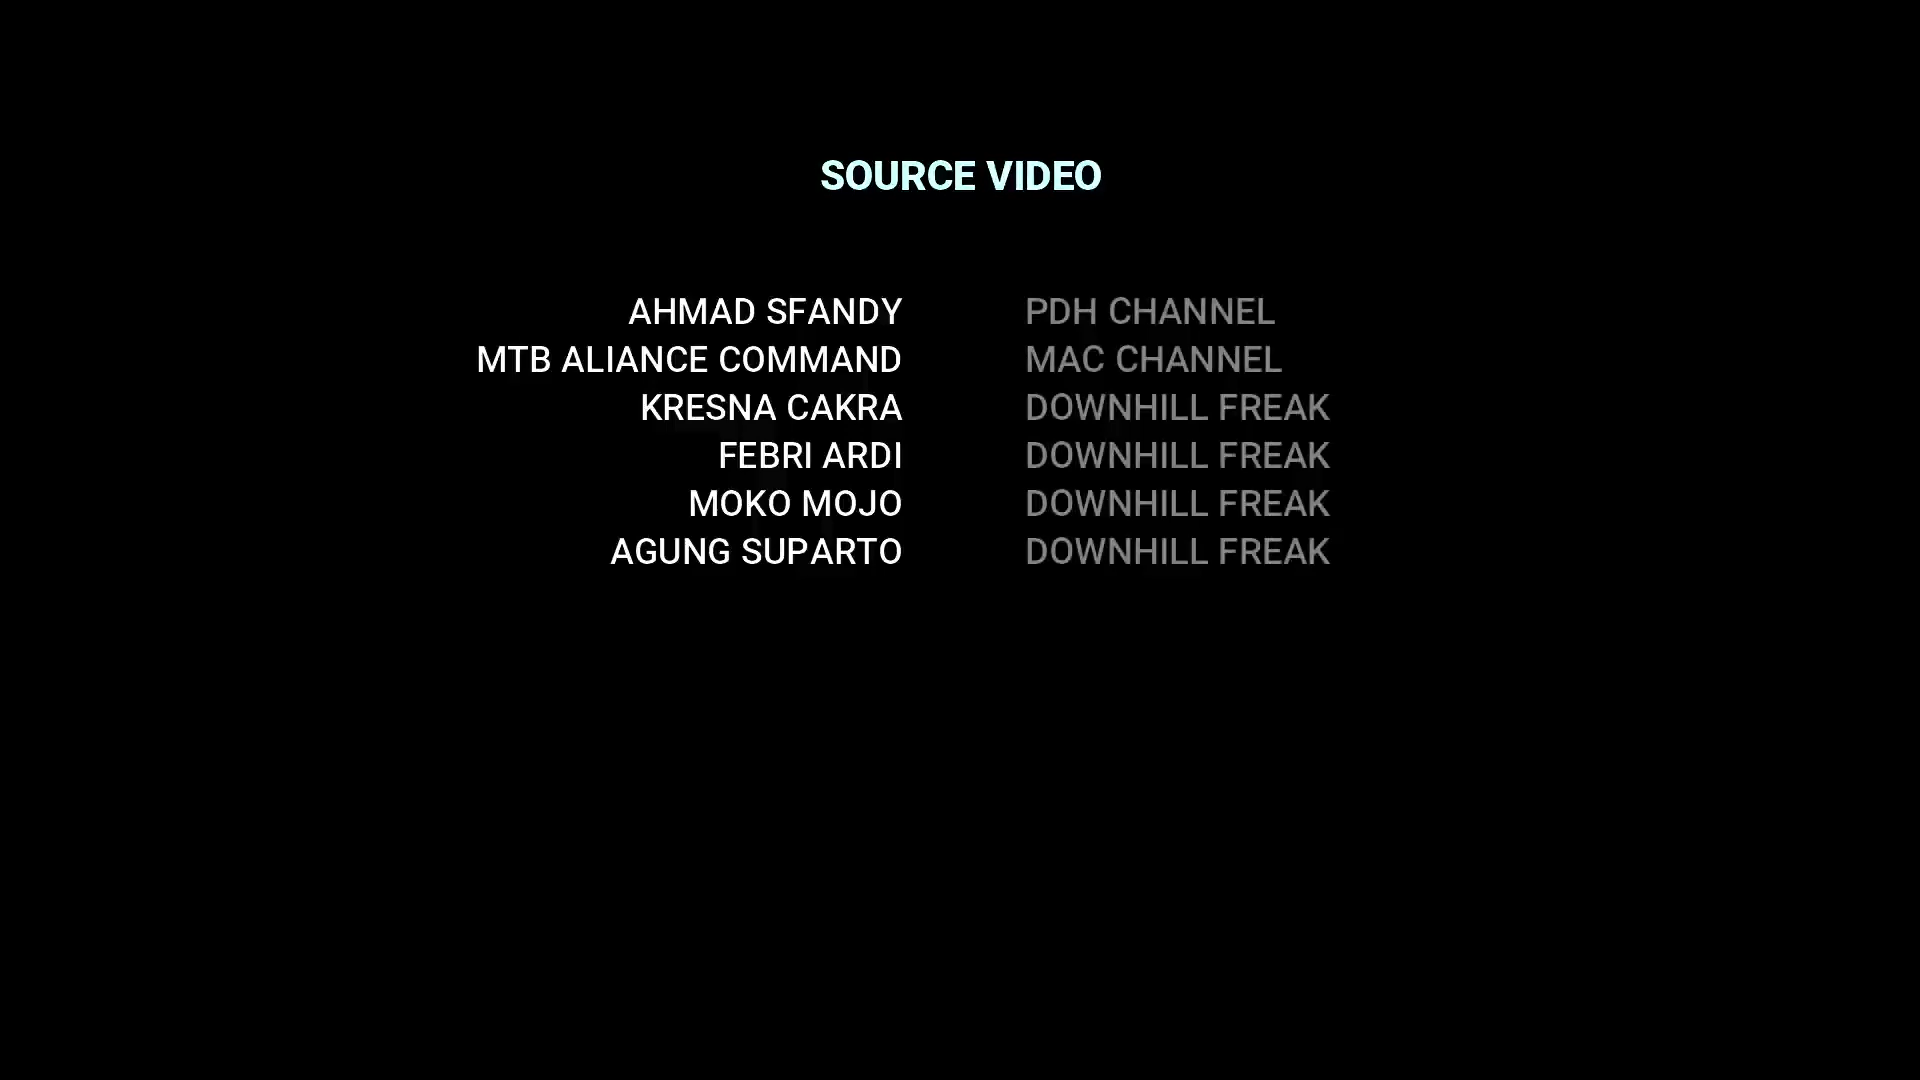 SOURCE VIDEO
AHMAD SFANDY PDH CHANNEL
MTB ALIANCE COMMAND MAC CHANNEL
KRESNA CAKRA DOWNHILL FREAK
FEBRI ARDI DOWNHILL FREAK
MOKO MOJO DOWNHILL FREAK
AGUNG SUPARTO DOWNHILL FREAK